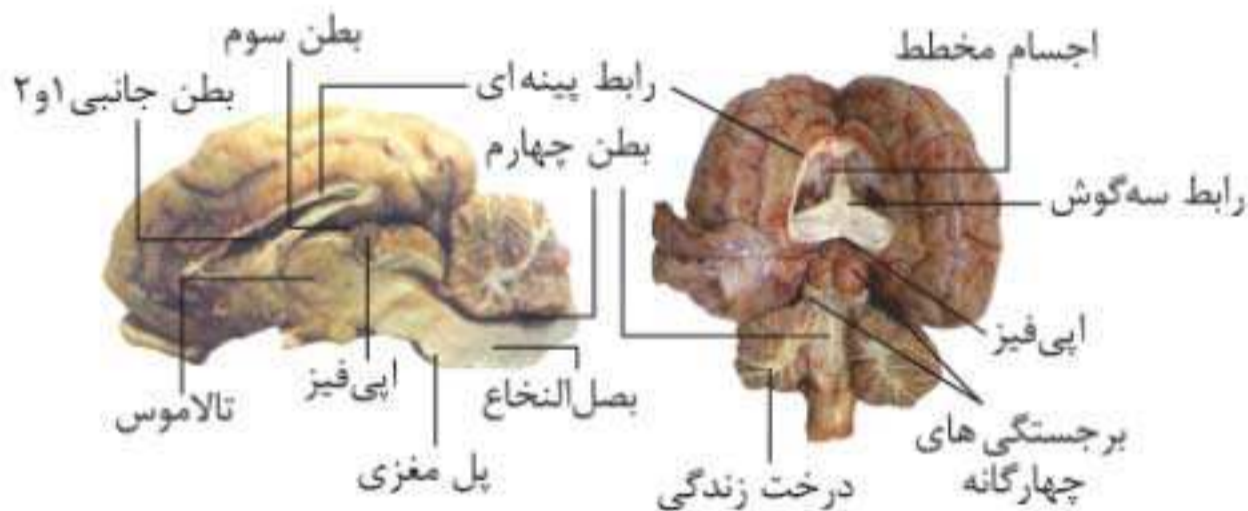 اجسام مخطط
بطن سوم
رابط پینه‌ای
بطن جانبی ۱و۲
بطن چهارم
رابط سه‌گوش
اپی‌فیز
اپی‌فیز
بصل‌النخاع
تالاموس
برجستگی های
چهارگانه
پل مغزی
درخت زندگی